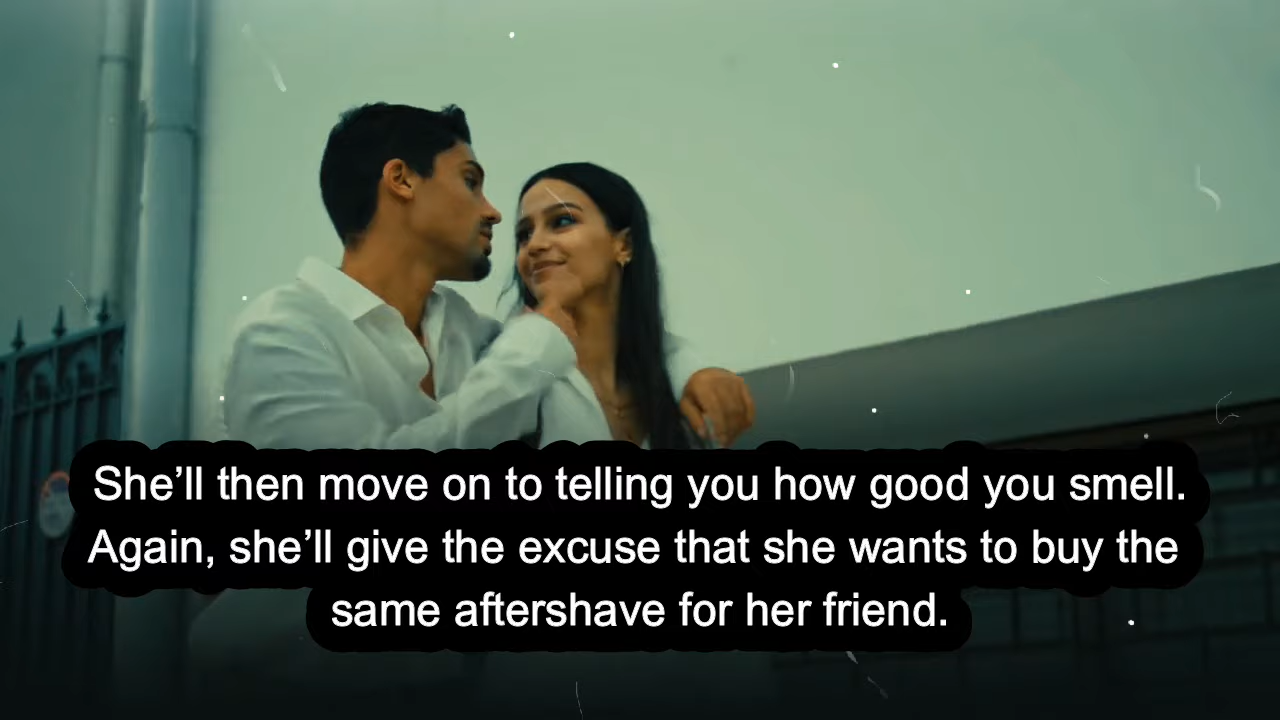 She’ll then move on to telling you how good you smell.
Again, she’ll give the excuse that she wants to buy the
same aftershave for her friend.